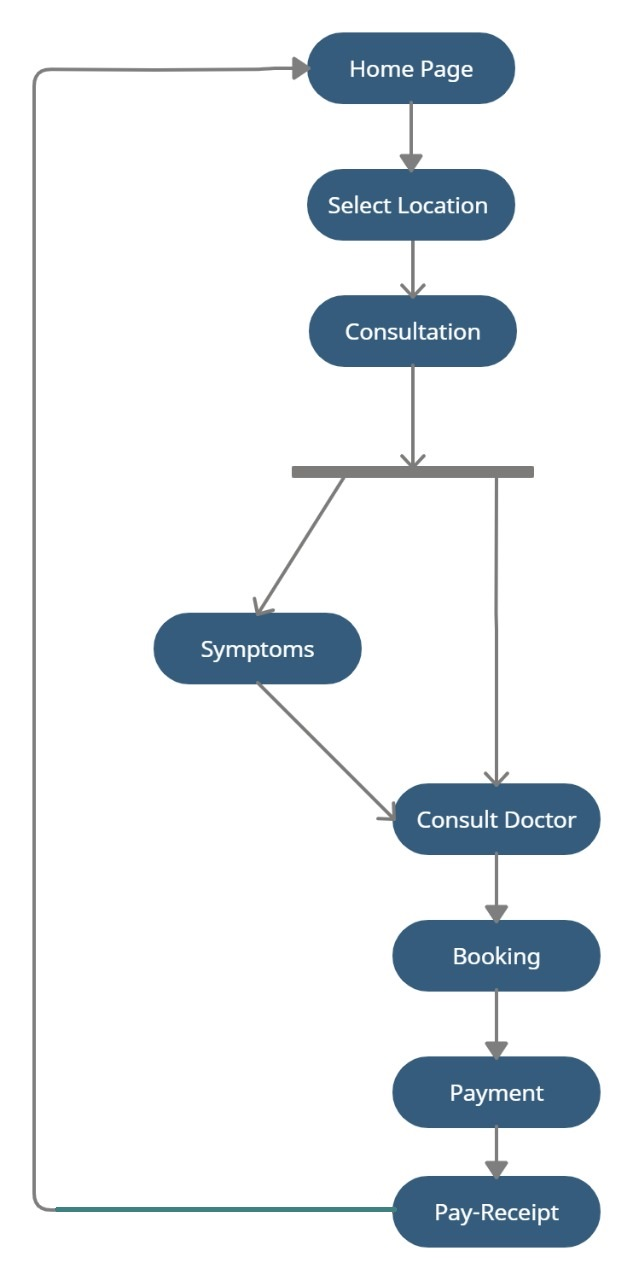 Home Page
Select Location
Consultation
Symptoms
Consult Doctor
Booking
Payment
Pay-Receipt